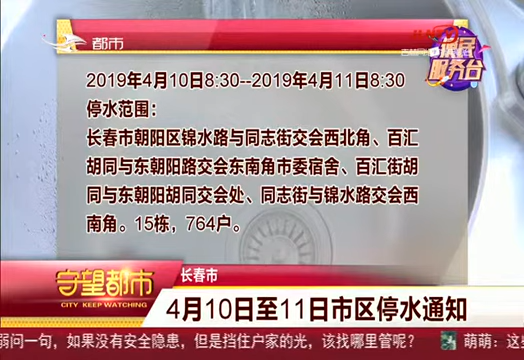 都市
便民
服务台
2019年4月10日8:30--2019年4月11日8:30
停水范围：
长春市朝阳区锦水路与同志街交会西北角、百汇
胡同与东朝阳路交会东南角市委宿舍、百汇街胡
同与东朝阳胡同交会处、同志街与锦水路交会西
南角。15栋，764户。
守望都市
CITY KEEP WATCHING
长春市
4月10日至11日市区停水通知
弱问一句，如果没有安全隐患，但是挡住户家的光，该找哪里管呢？
萌萌：这